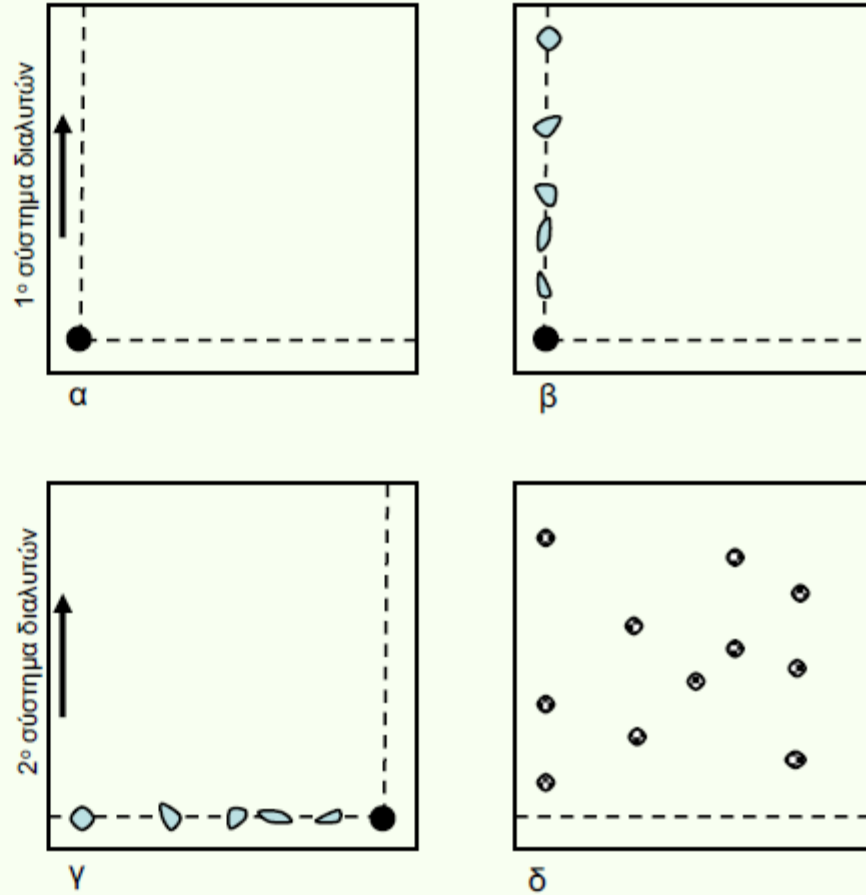 1ο σύστημα διαλυτών
α
β
2ο σύστημα διαλυτών
γ
δ